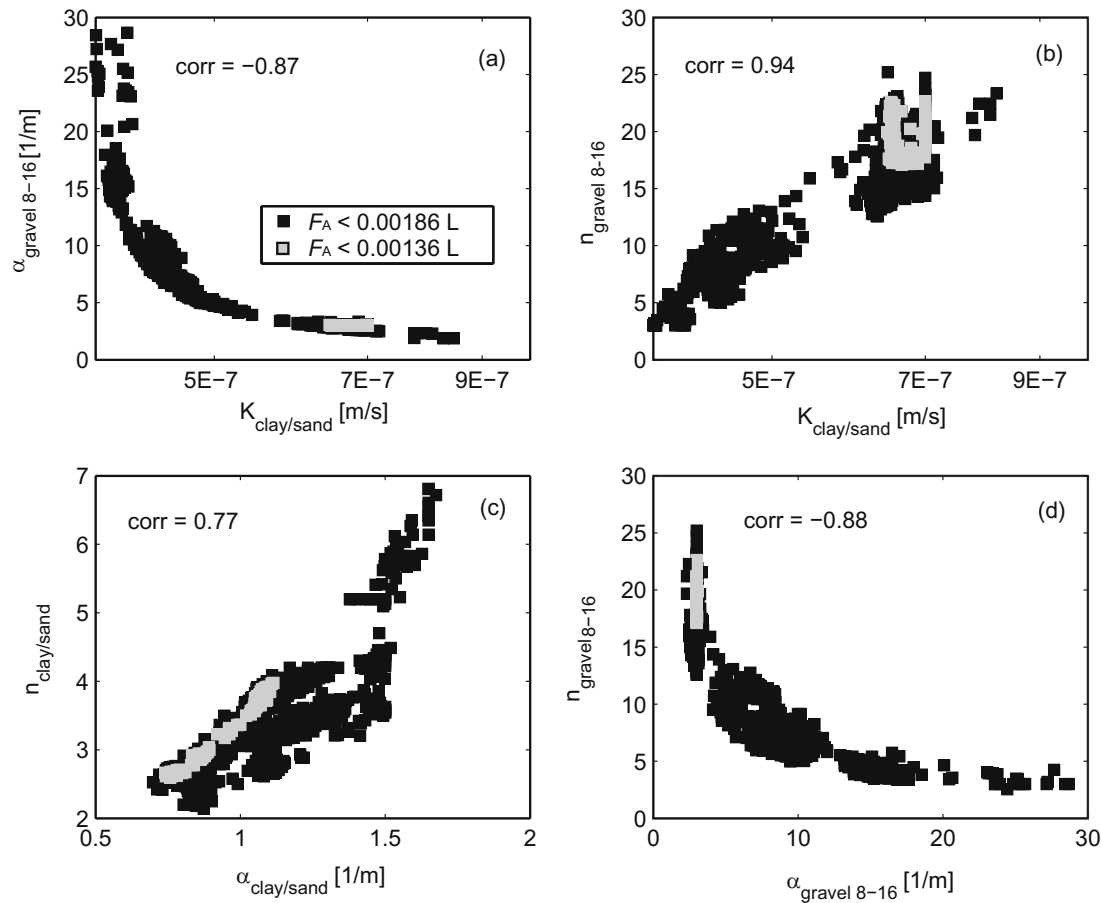 30
25
20
15
10
5
0
α gravel 8−16 [1/m]
corr = −0.87
(a)
F A < 0.00186 L
F A < 0.00136 L
5E−7
7E−7
9E−7
K clay/sand [m/s]
30
25
20
15
10
5
0
n gravel 8-16
corr = 0.94
(b)
5E−7
7E−7
9E−7
K clay/sand [m/s]
7
6
5
4
3
2
n clay/sand
corr = 0.77
(c)
0.5
1
1.5
2
α clay/sand [1/m]
30
25
20
15
10
5
0
n gravel 8−16
corr = −0.88
(d)
0
10
20
30
α gravel 8−16 [1/m]